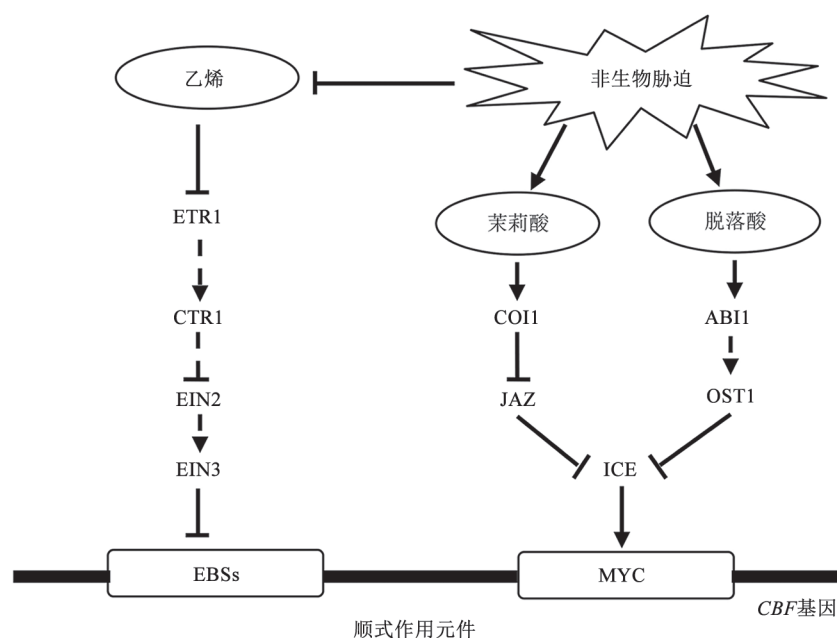 乙烯
非生物胁迫
ETR1
茉莉酸
脱落酸
CTR1
COI1
ABI1
EIN2
JAZ
OST1
EIN3
ICE
EBSs
MYC
CBF基因
顺式作用元件